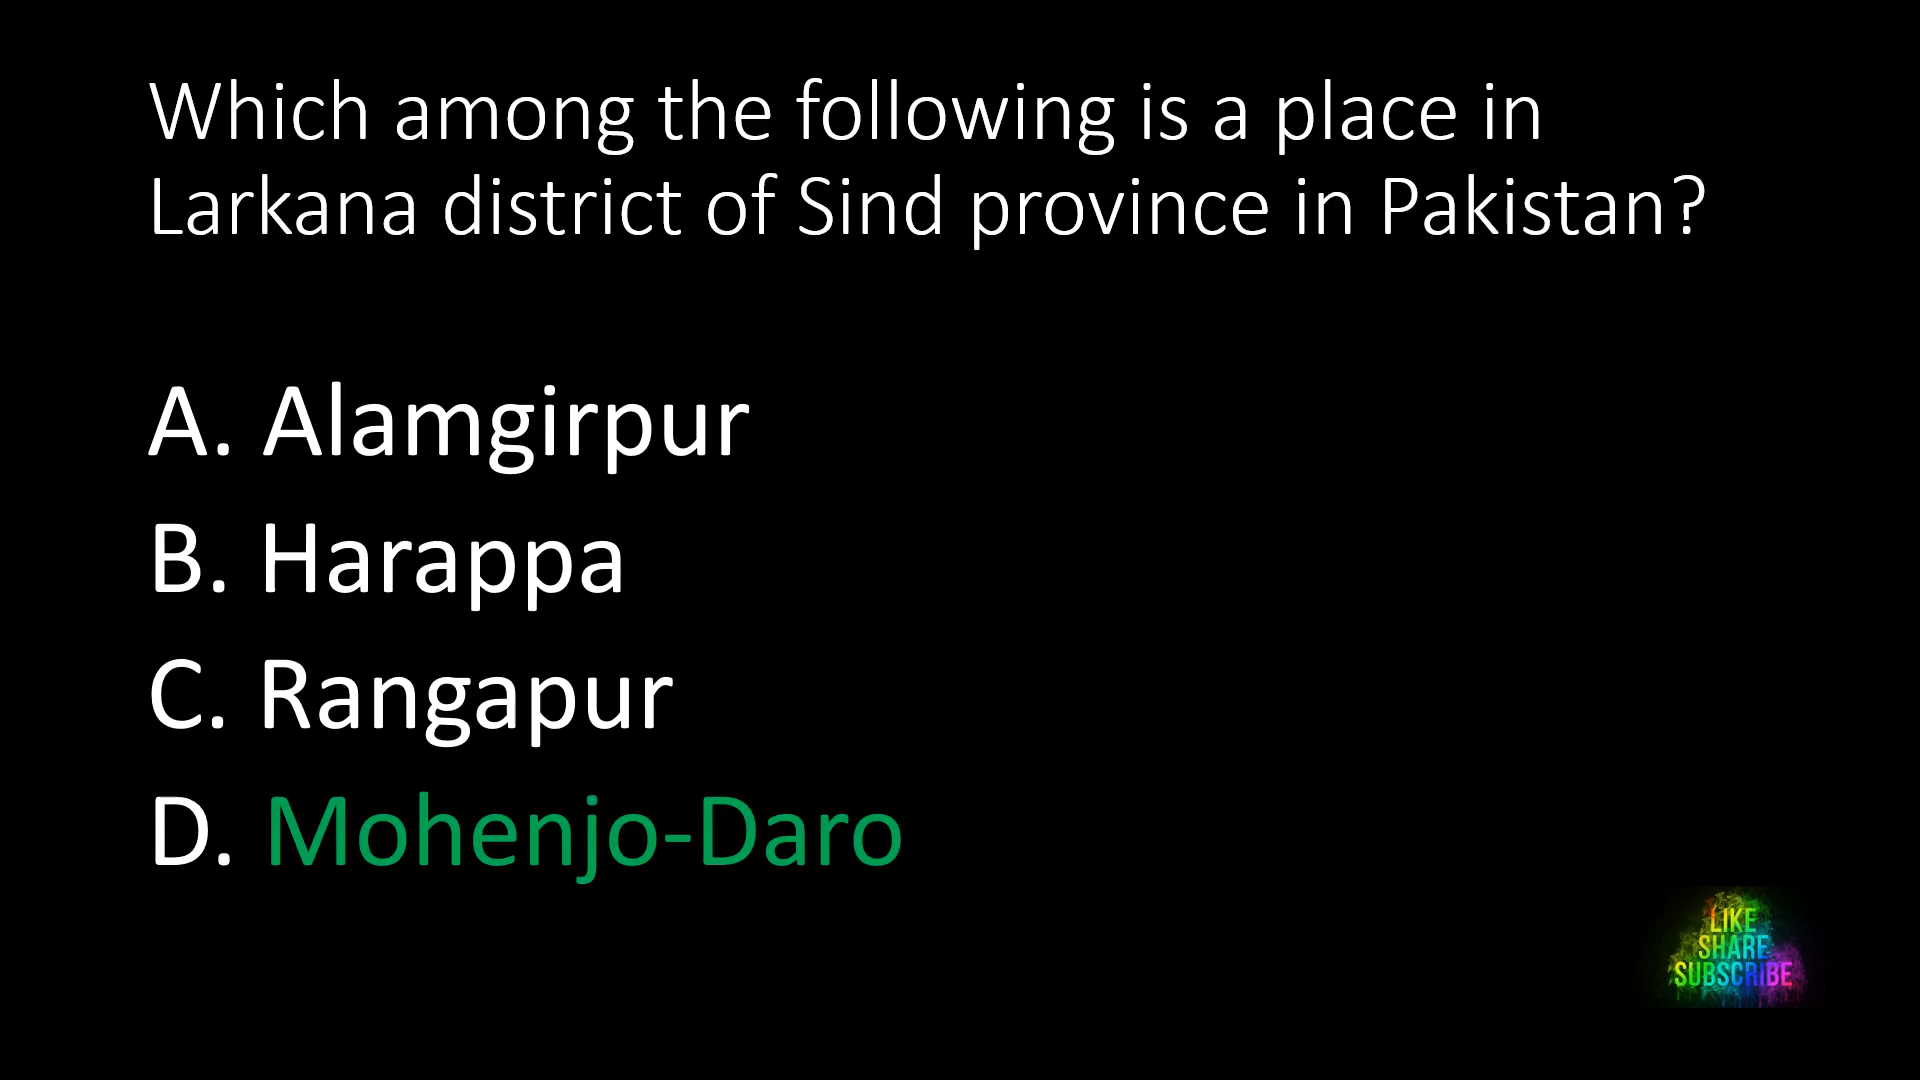 Which among the following is a place in
Larkana district of Sind province in Pakistan?
A. Alamgirpur
B. Harappa
C. Rangapur
D. Mohenjo-Daro
LIKE
SHARE
SUBSCRIBE